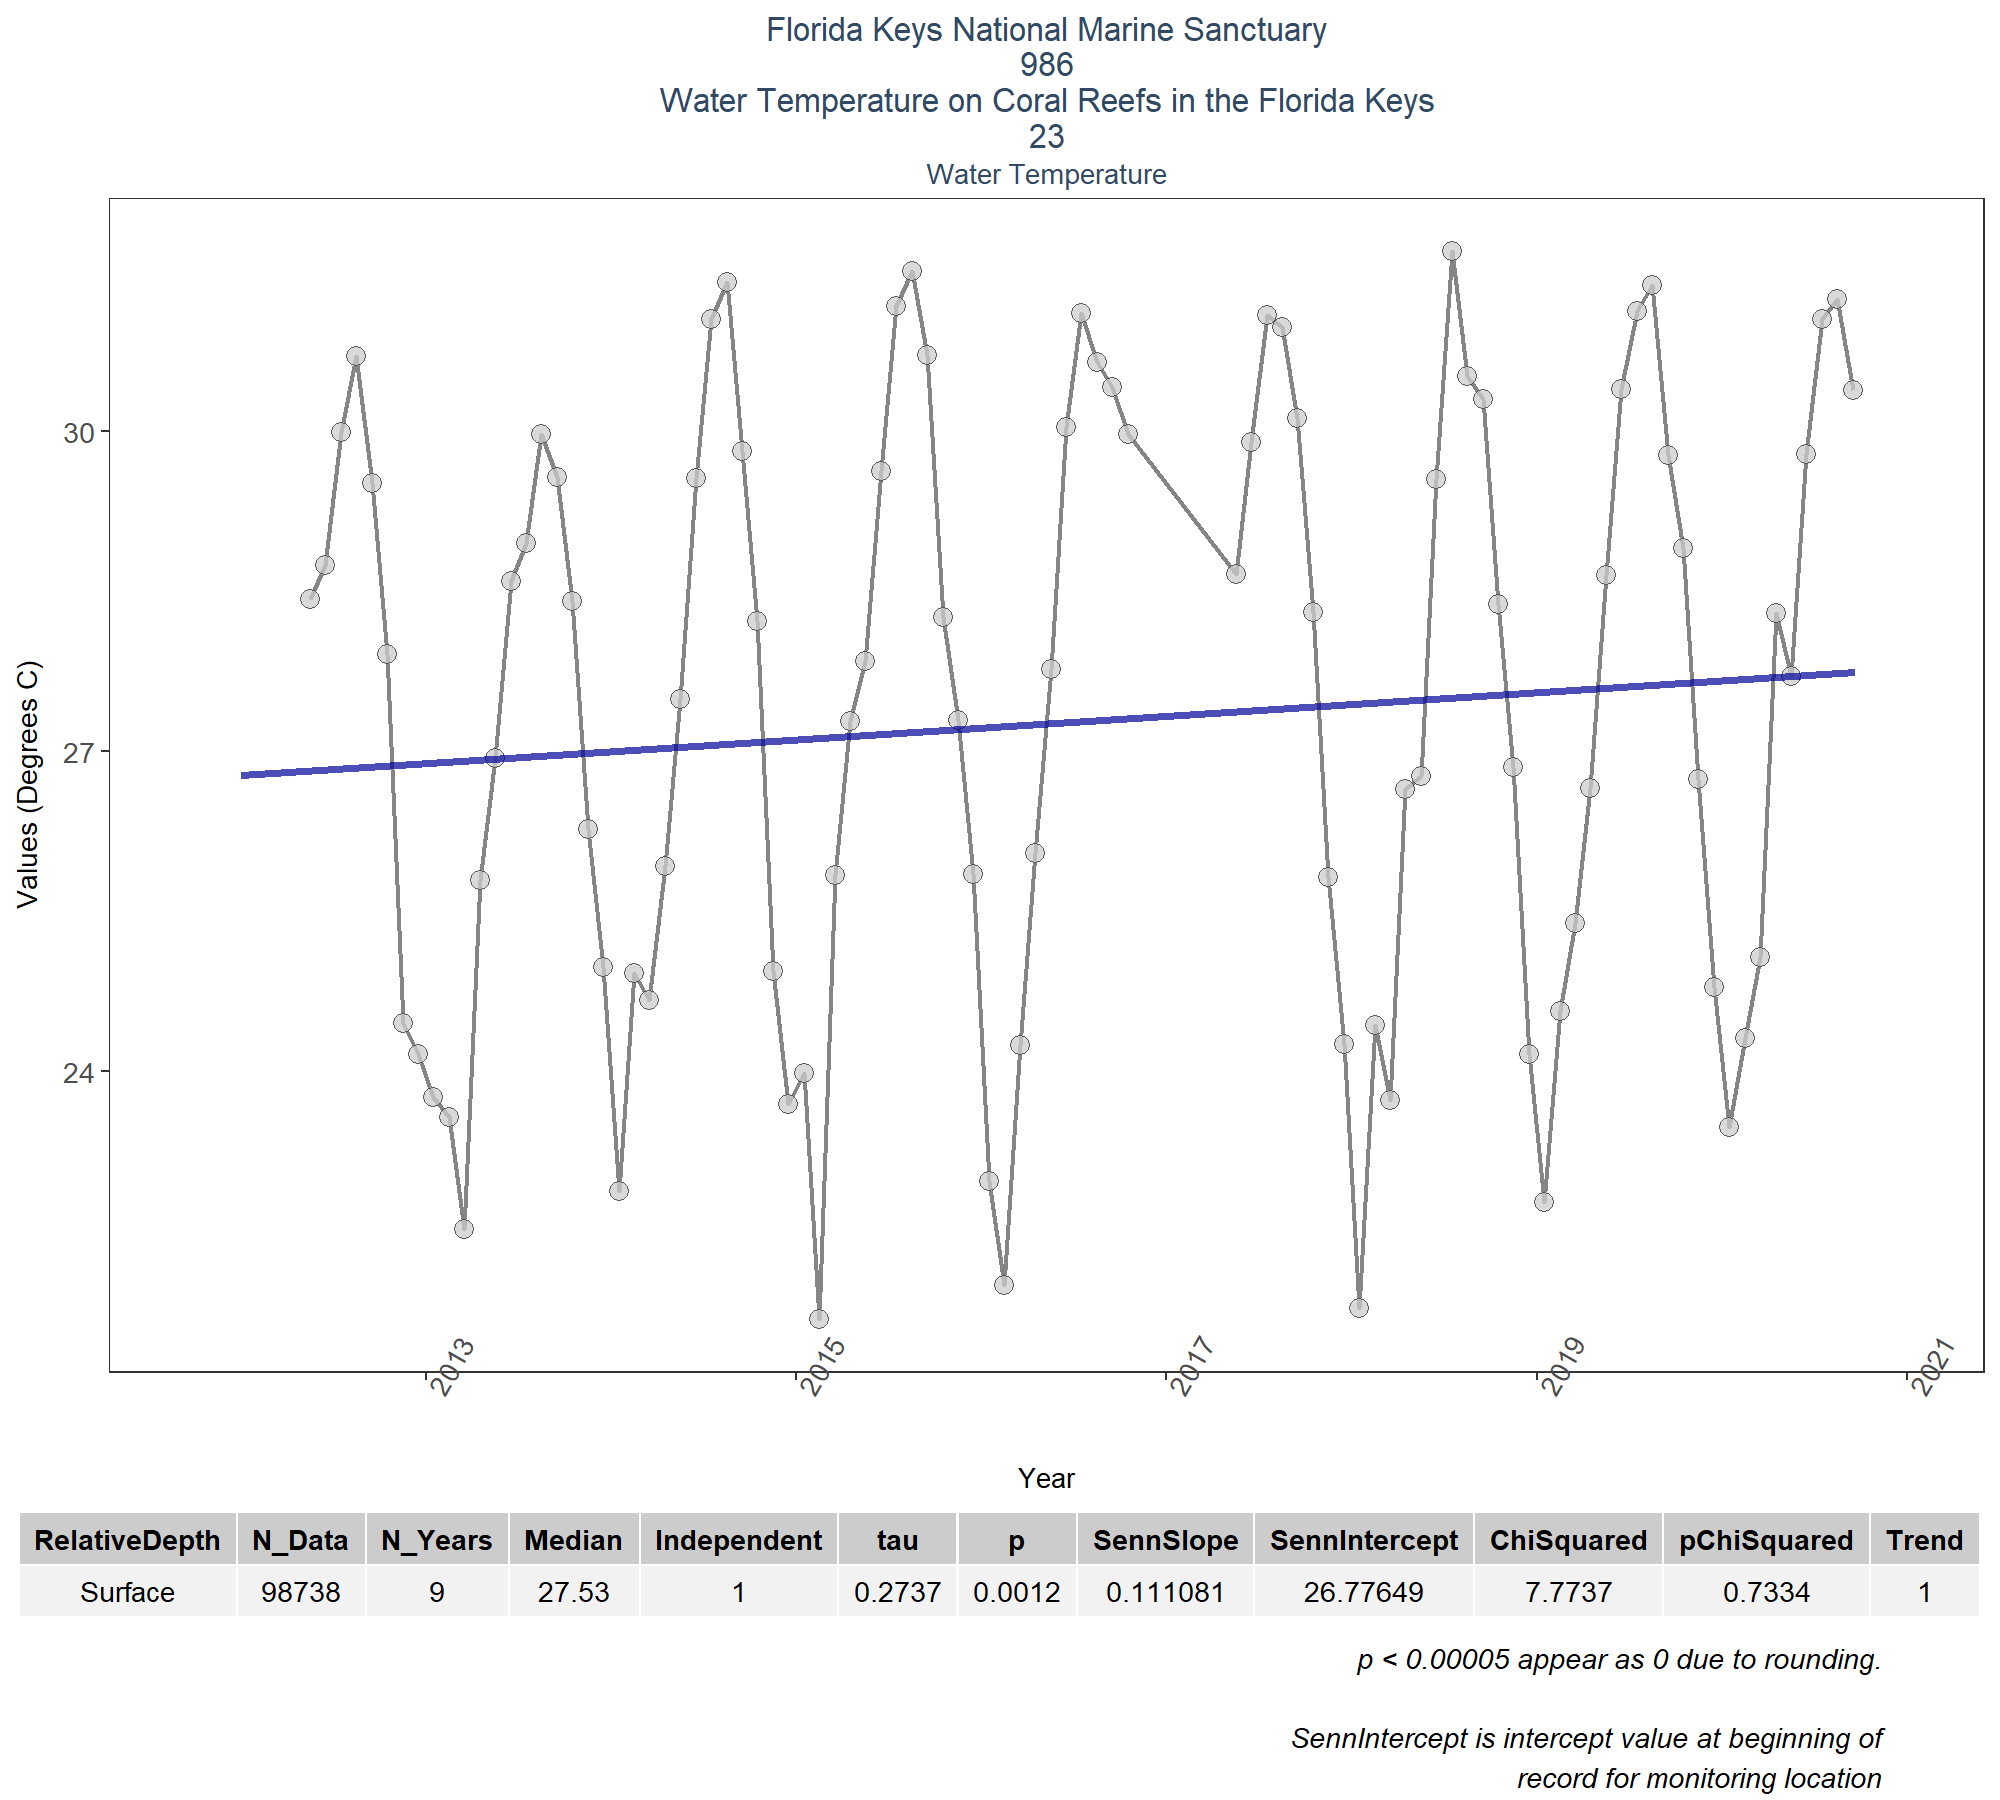 Florida Keys National Marine Sanctuary
986
Water Temperature on Coral Reefs in the Florida Keys
23
Water Temperature
30
27
24
Values (Degrees C)
2013
2015
2017
2019
2021
Year
RelativeDepth N_Data N_Years Median Independent tau p SennSlope SennIntercept ChiSquared pChiSquared Trend
Surface 98738 9 27.53 1 0.2737 0.0012 0.111081 26.77649 7.7737 0.7334 1
p < 0.00005 appear as 0 due to rounding.
SennIntercept is intercept value at beginning of
record for monitoring location